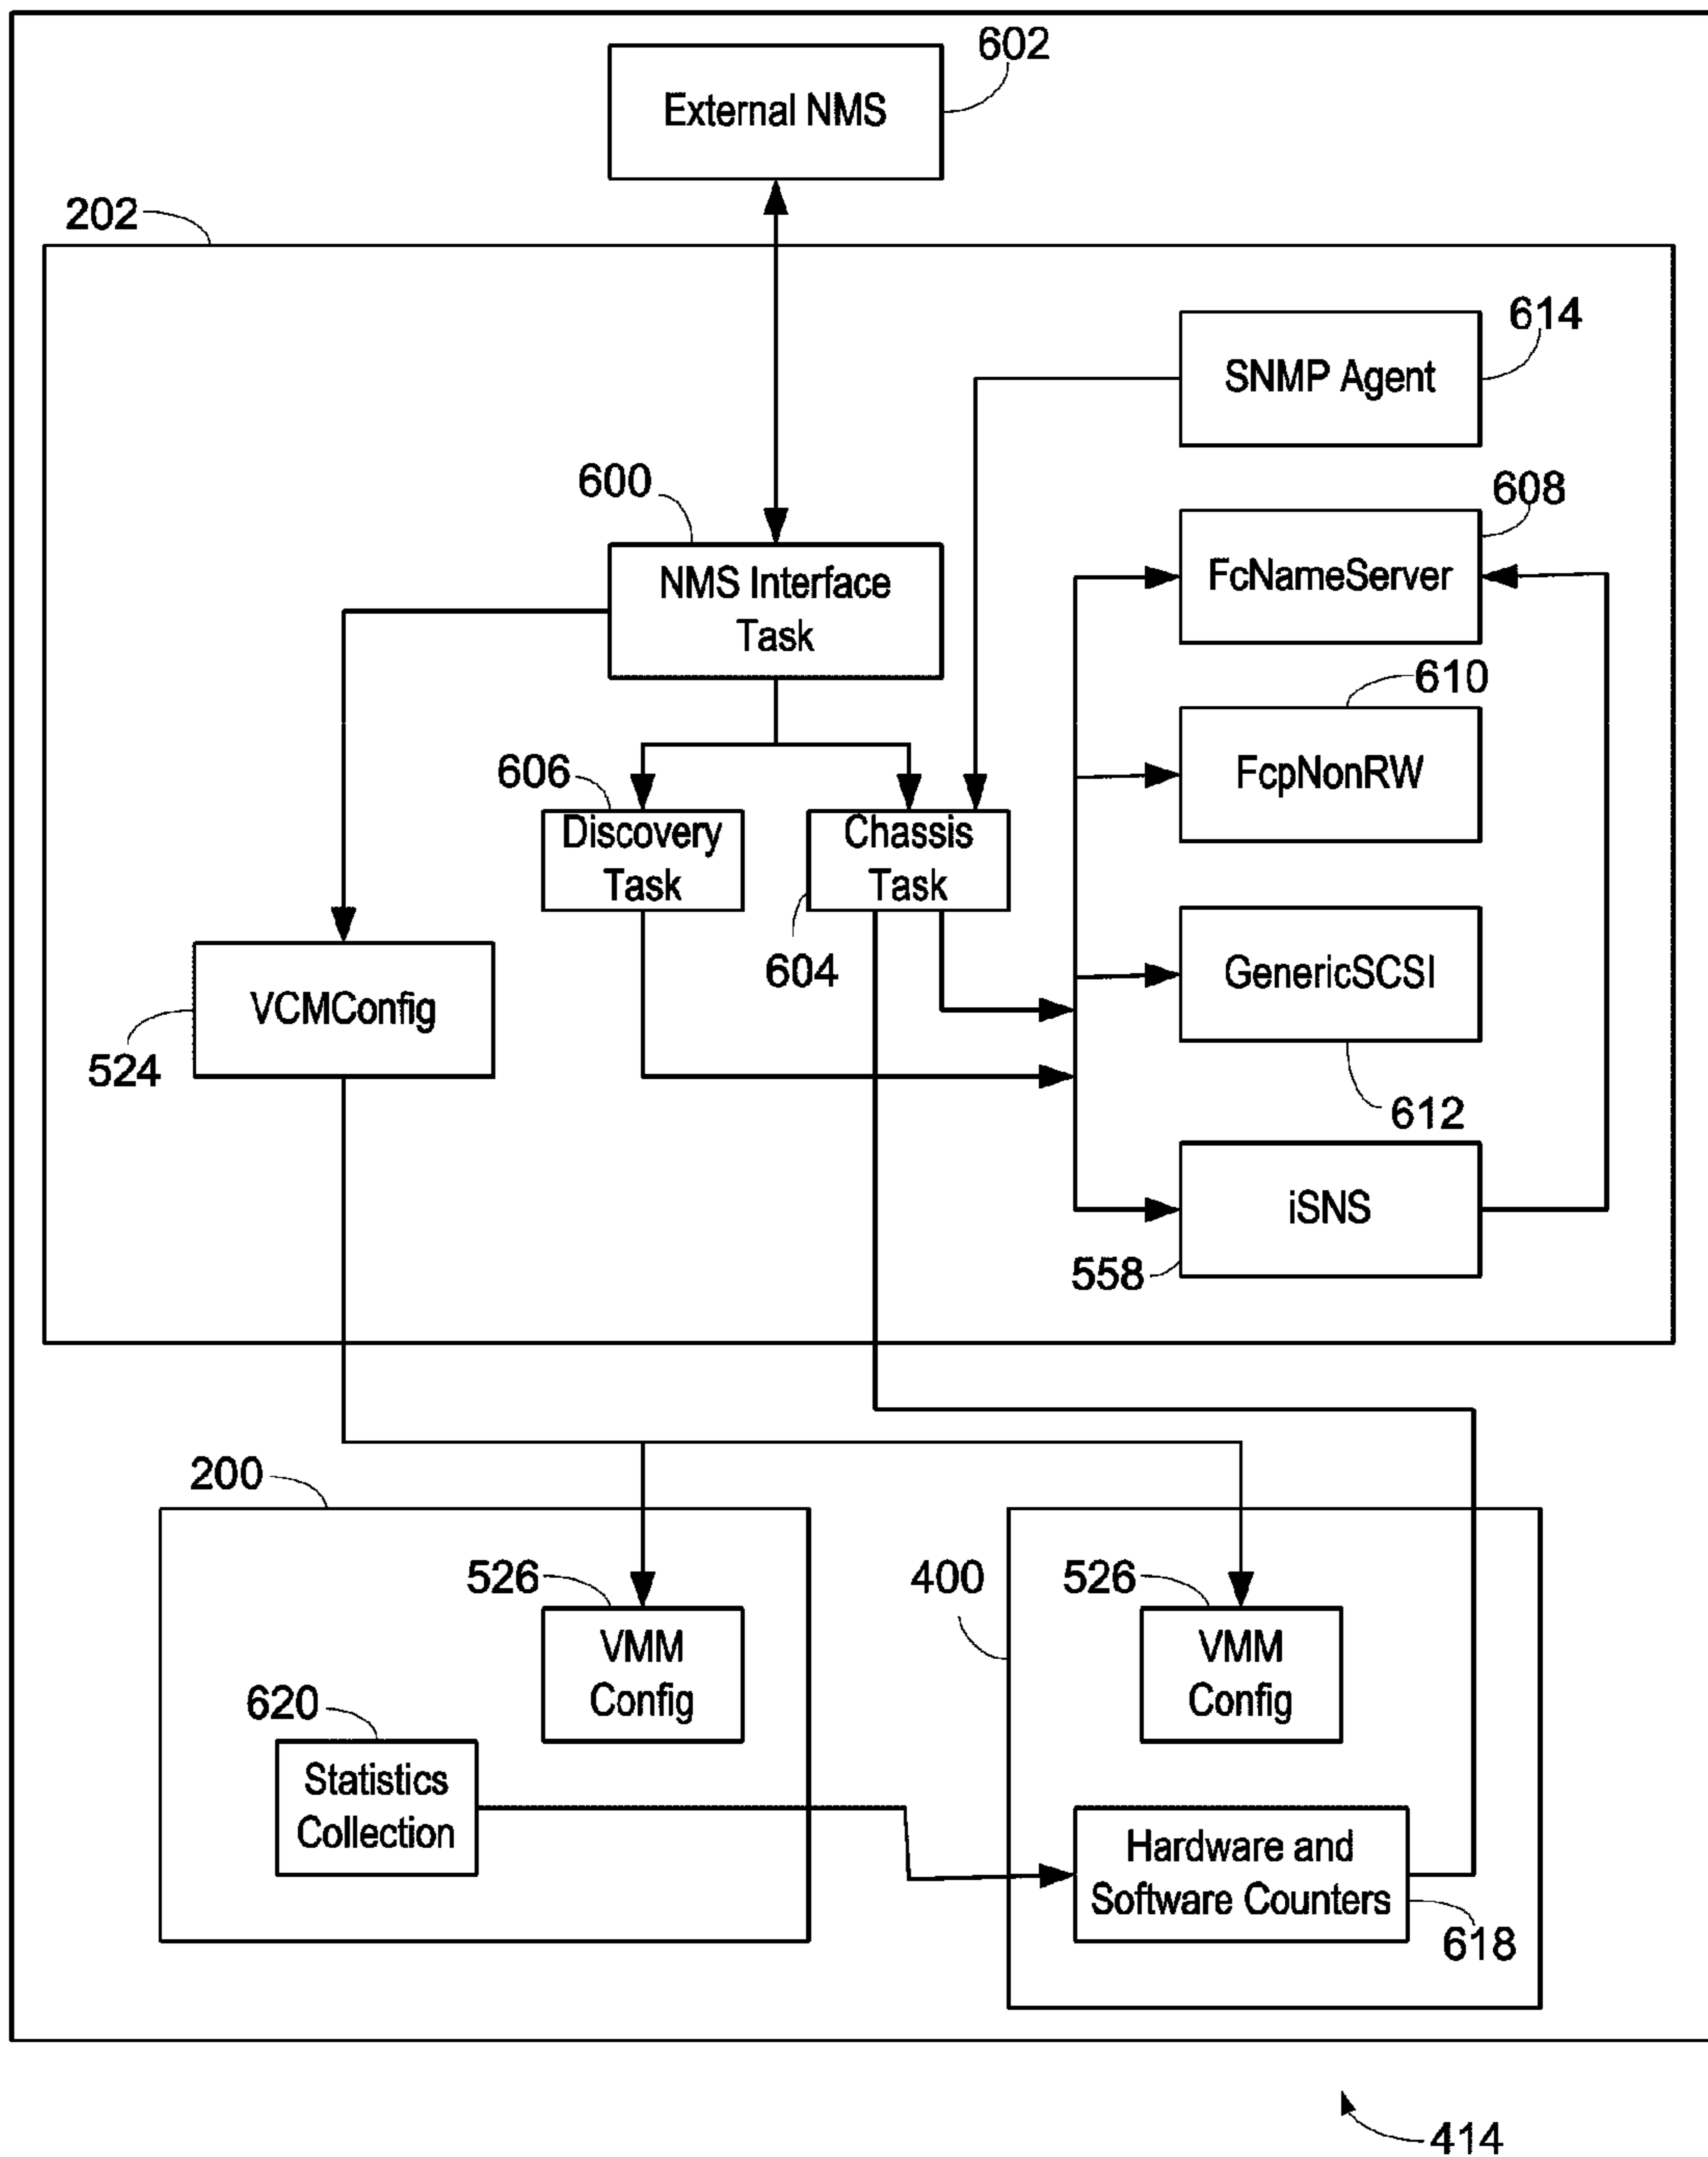 602
External NMS
202
614
SNMP Agent
600
608
NMS Interface
Task
FcNameServer
610
606
FcpNonRW
Discovery
Task
Chassis
Task
604
GenericSCSI
VCMConfig
524
612
iSNS
558
200
526
400
526
VMM
Config
VMM
Config
620
Statistics
Collection
Hardware and
Software Counters
618
414